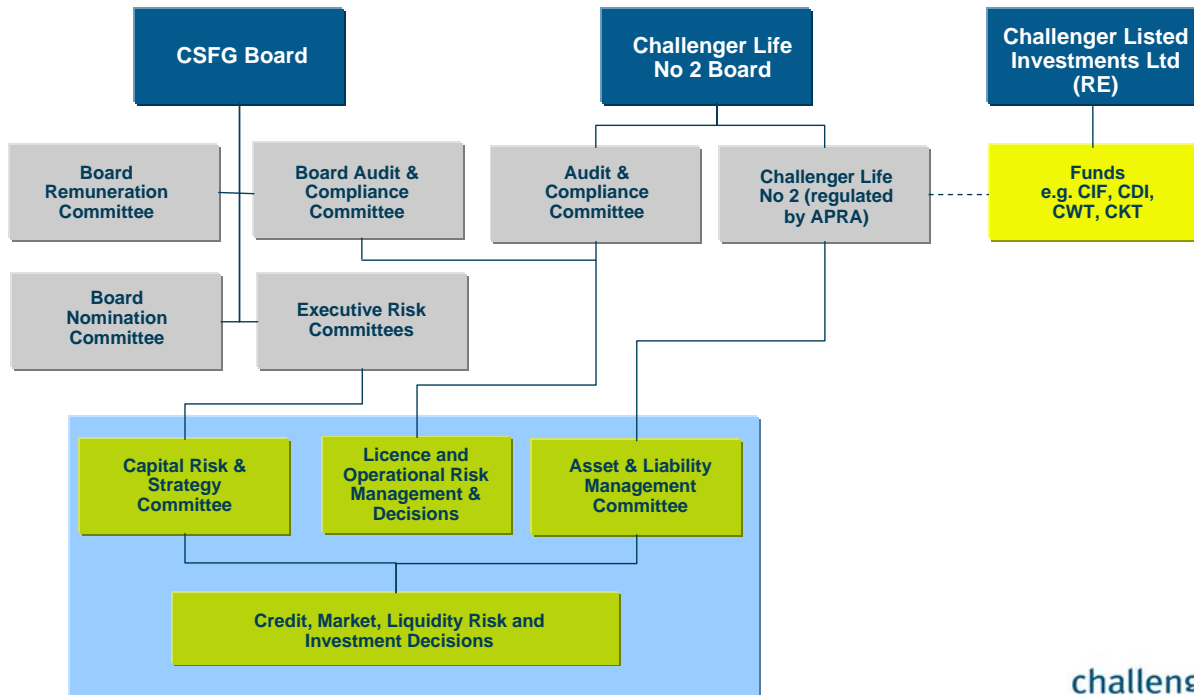 CSFG Board
Challenger Life
No 2 Board
Challenger Listed
Investments Ltd
(RE)
Board
Remuneration
Committee
Board Audit &
Compliance
Committee
Audit &
Compliance
Committee
Challenger Life
No 2 (regulated
by APRA)
Funds
e.g. CIF, CDI,
CWT, CKT
Board
Nomination
Committee
Executive Risk
Committees
Capital Risk &
Strategy
Committee
Licence and
Operational Risk
Management &
Decisions
Asset & Liability
Management
Committee
Credit, Market, Liquidity Risk and
Investment Decisions